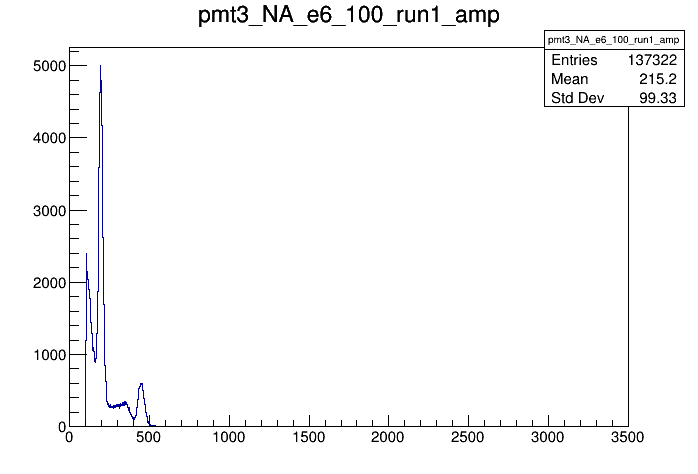 pmt3_NA_e6_100_run1_amp
pmt3_NA_e6_100_run1_amp
Entries 137322
Mean 215.2
Std Dev 99.33
5000
4000
3000
2000
1000
0
0 500 1000 1500 2000 2500 3000 3500